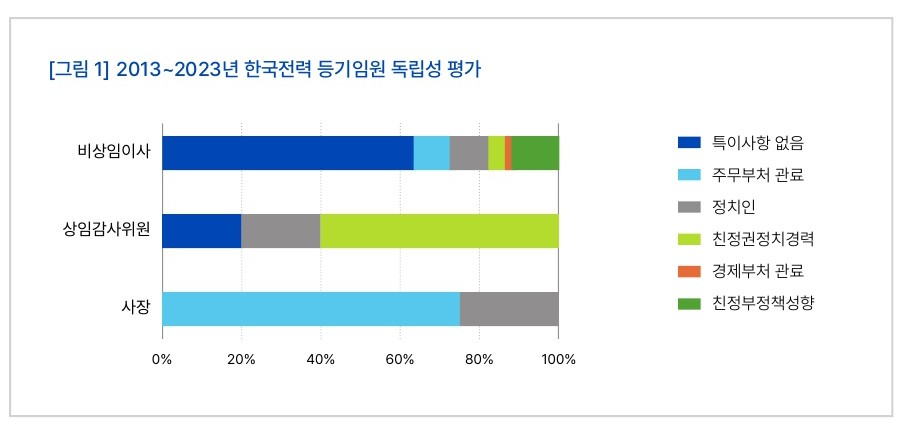 [그림 1] 2013~2023년 한국전력 등기임원 독립성 평가
비상임이사
상임감사위원
사장
0% 20% 40% 60% 80% 100%
특이사항 없음
주무부처 관료
정치인
친정권정치경력
경제부처 관료
친정부정책성향